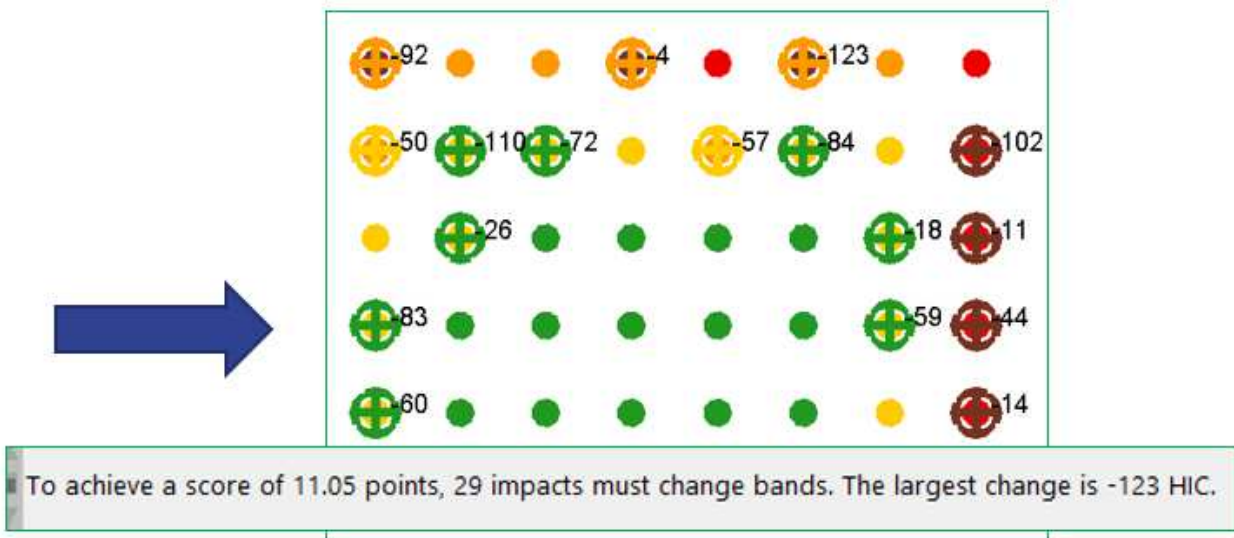 -92 -4 -123
-50 -110 -72 -57 -84 -102
-26 -18 -11
-83 -59 -44
-60 -14
To achieve a score of 11.05 points, 29 impacts must change bands. The largest change is -123 HIC.